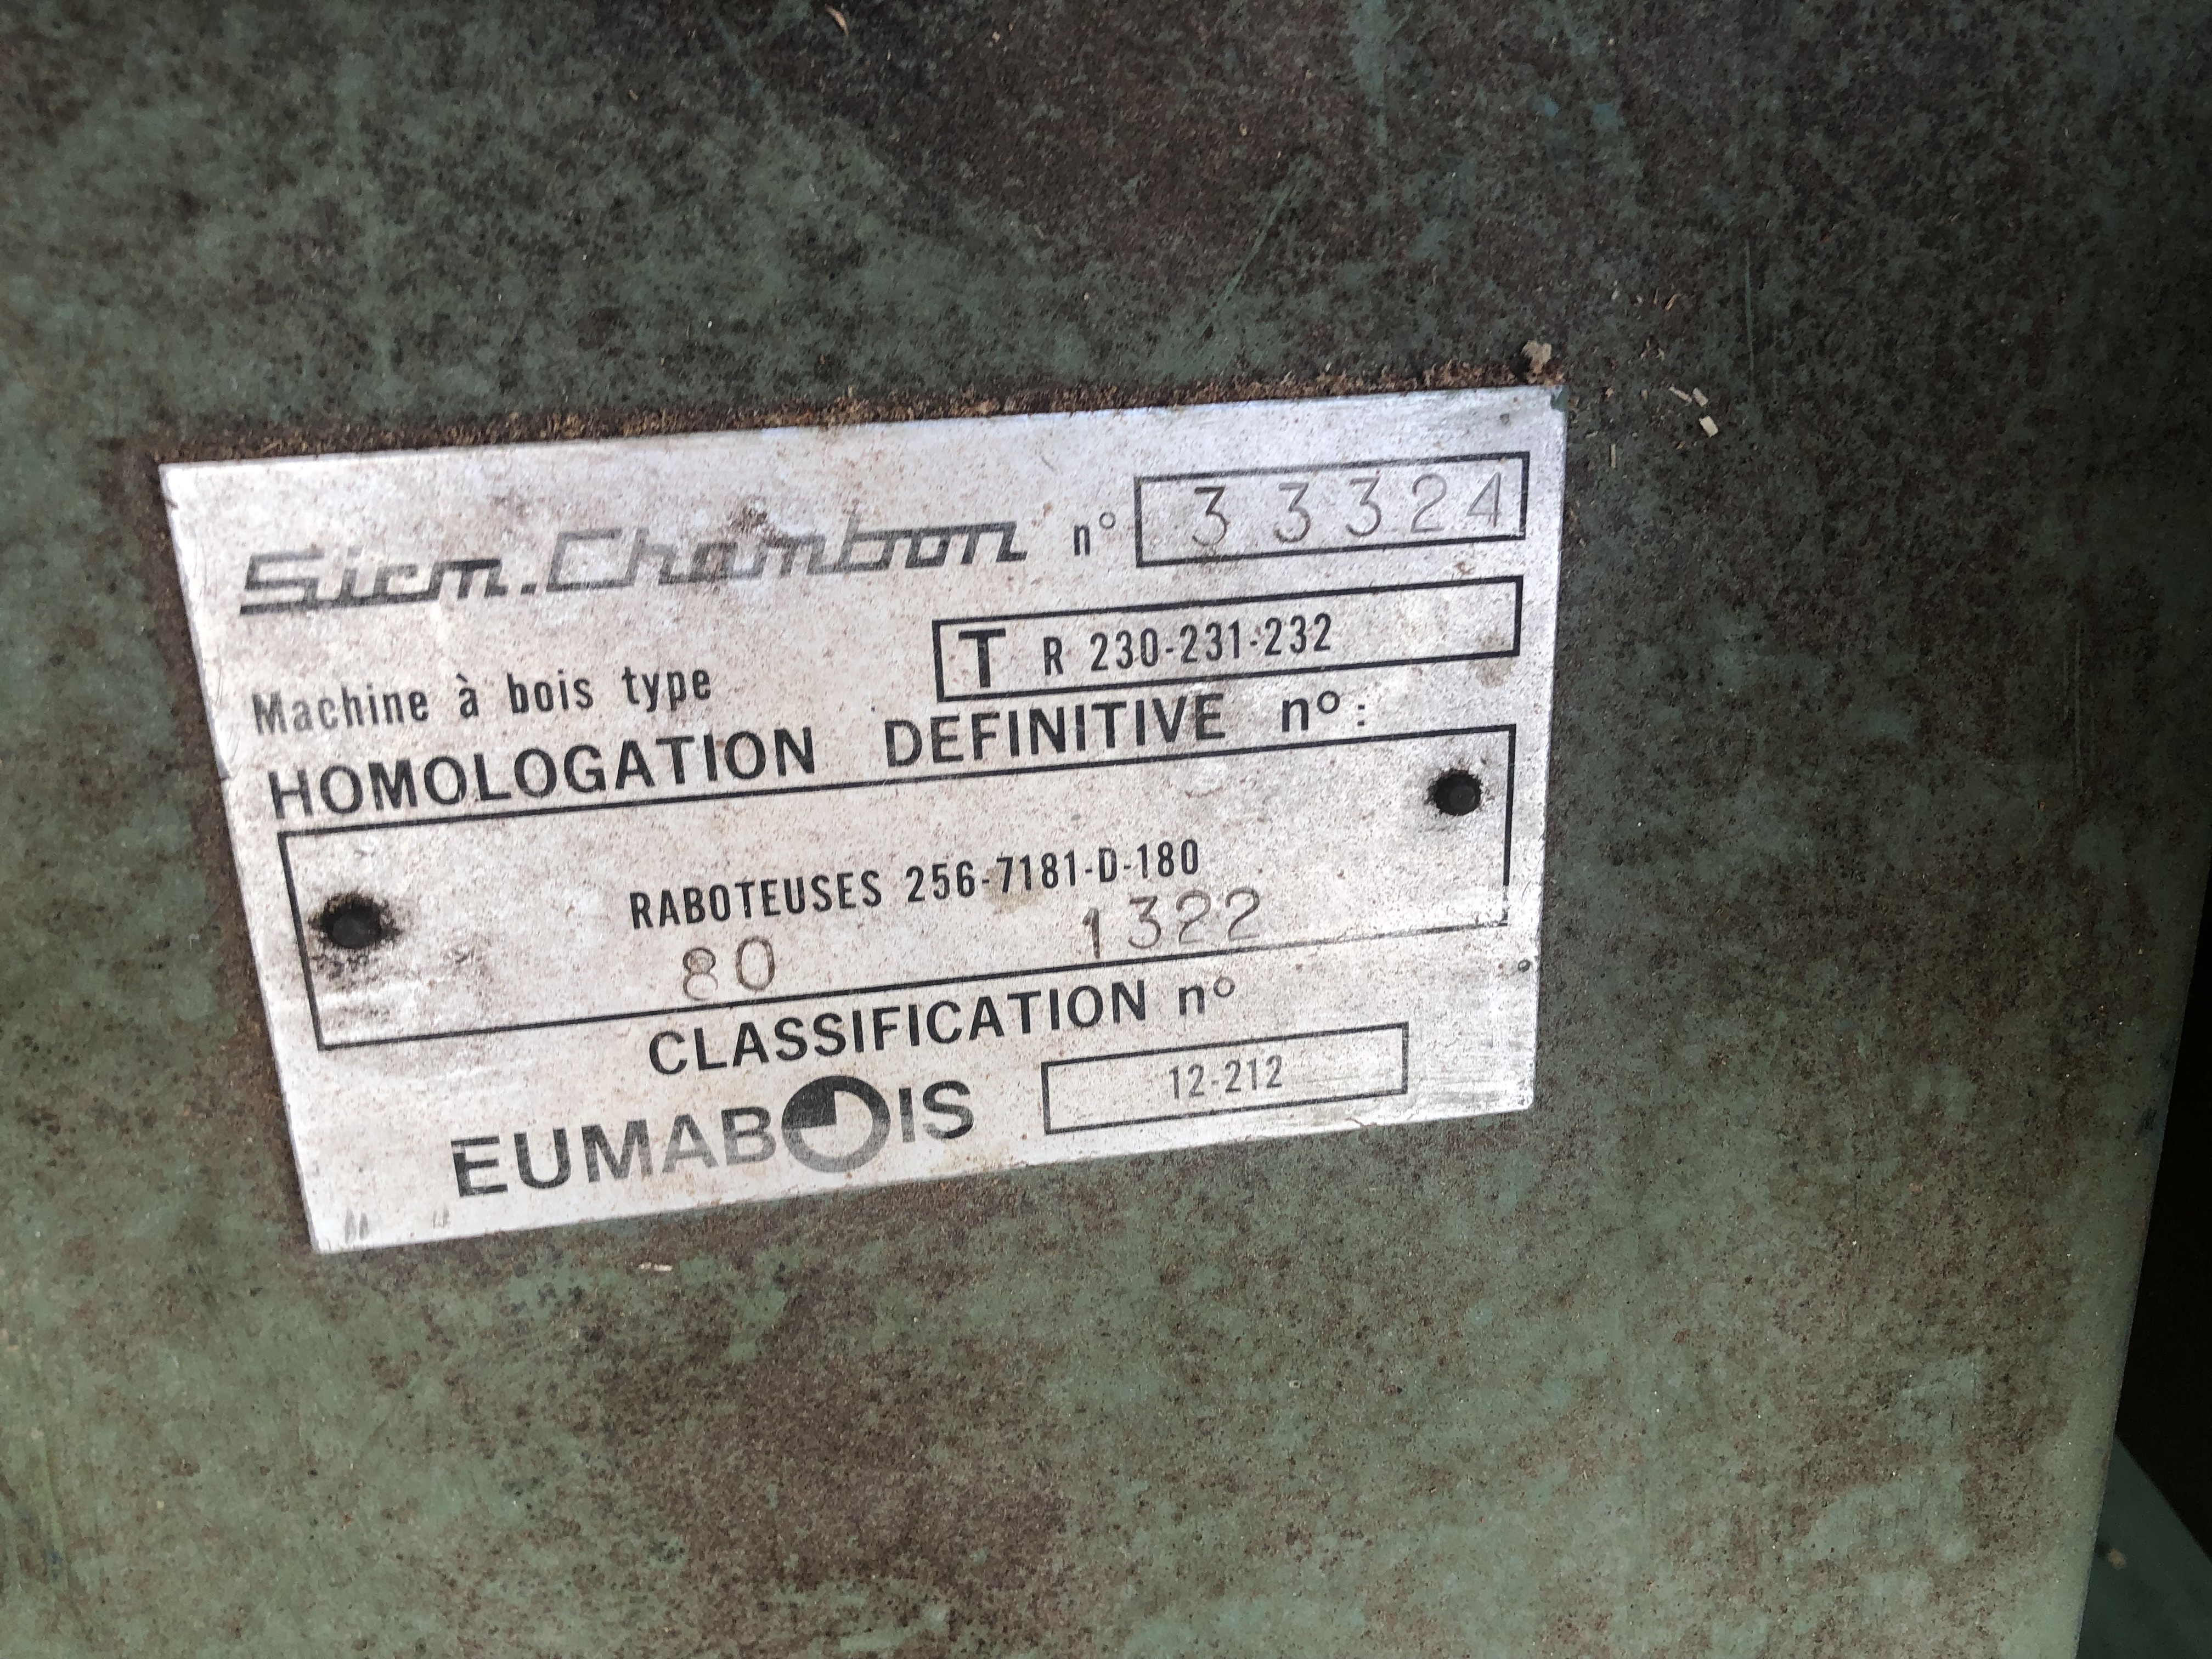 Sicm.Chambon n° 33324
Machine à bois type T R 230-231-232
HOMOLOGATION DEFINITIVE n°:
RABOTEUSES 256-7181-D-180
80 1322
CLASSIFICATION n°
EUMABOIS 12-212